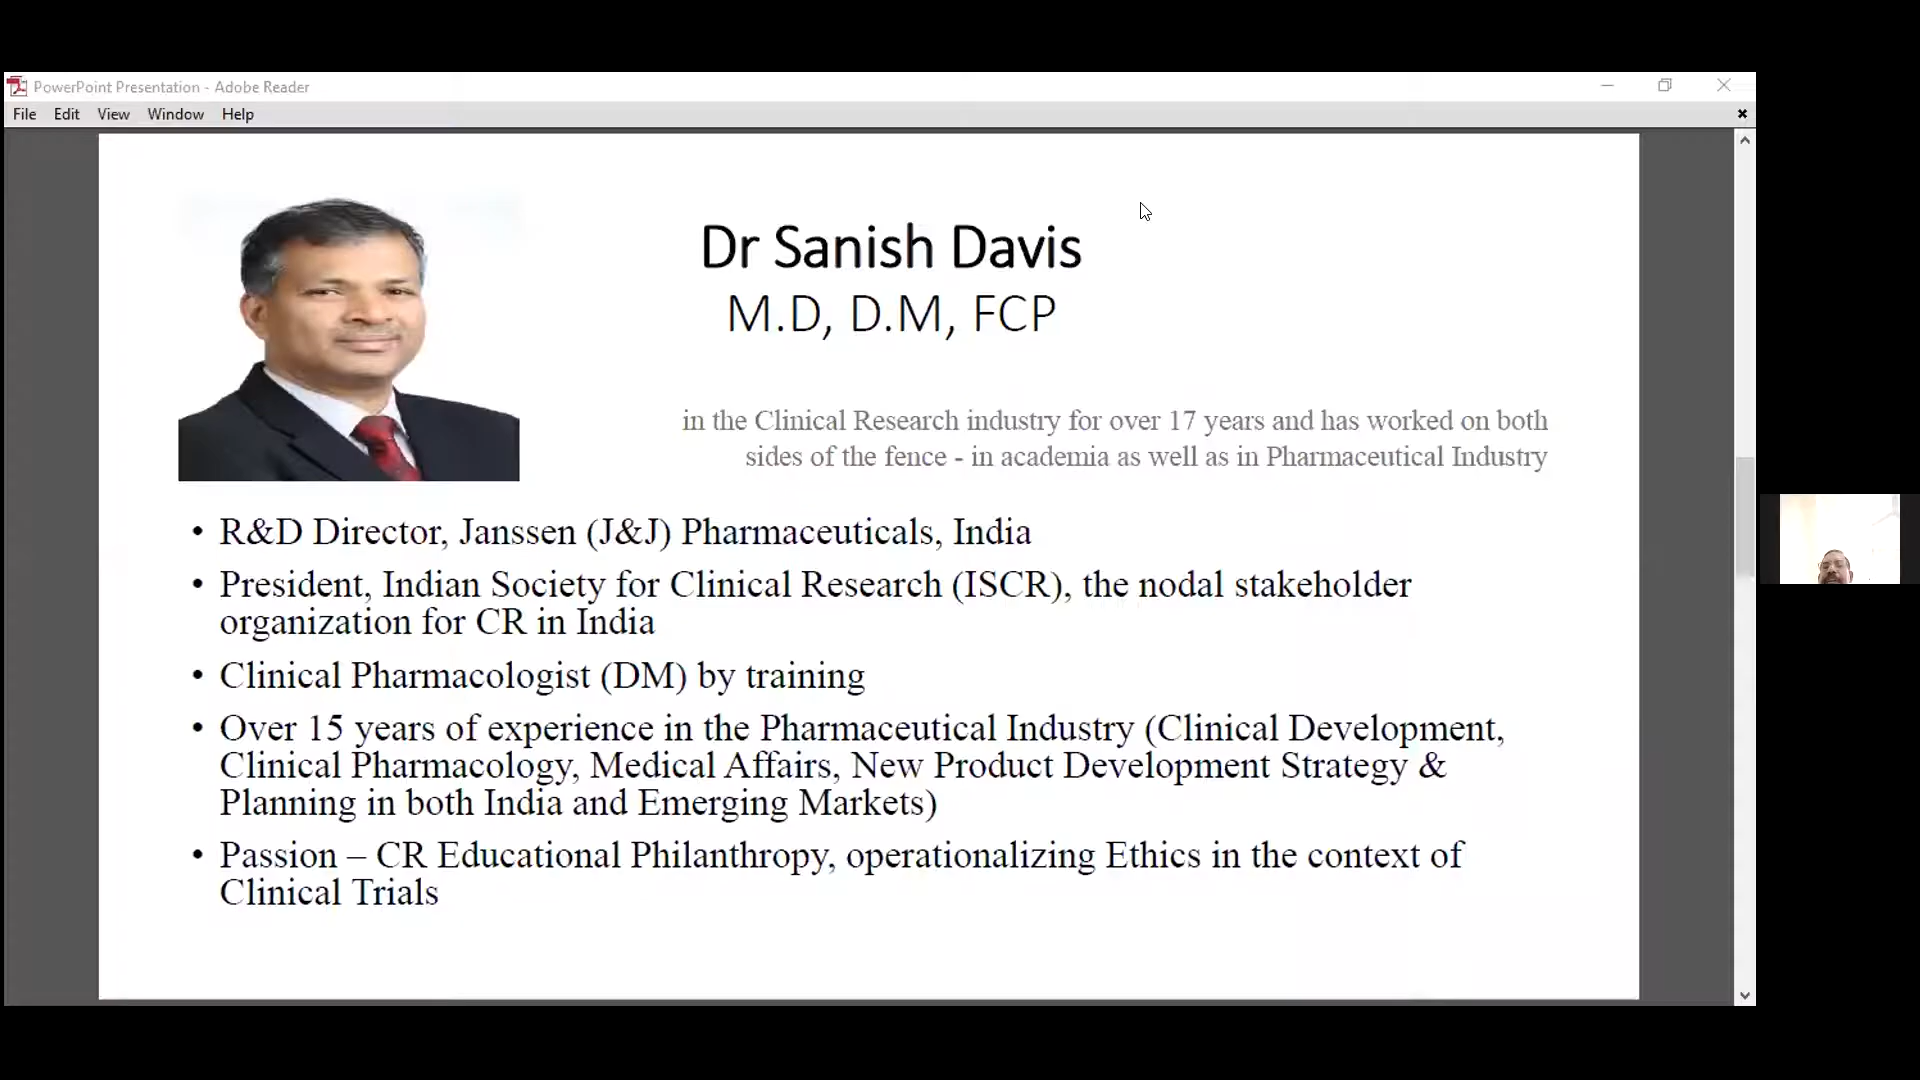 PowerPoint Presentation - Adobe Reader
File Edit View Window Help
Dr Sanish Davis
M.D, D.M, FCP
in the Clinical Research industry for over 17 years and has worked on both
sides of the fence - in academia as well as in Pharmaceutical Industry
• R&D Director, Janssen (J&J) Pharmaceuticals, India
• President, Indian Society for Clinical Research (ISCR), the nodal stakeholder
organization for CR in India
• Clinical Pharmacologist (DM) by training
• Over 15 years of experience in the Pharmaceutical Industry (Clinical Development,
Clinical Pharmacology, Medical Affairs, New Product Development Strategy &
Planning in both India and Emerging Markets)
• Passion – CR Educational Philanthropy, operationalizing Ethics in the context of
Clinical Trials